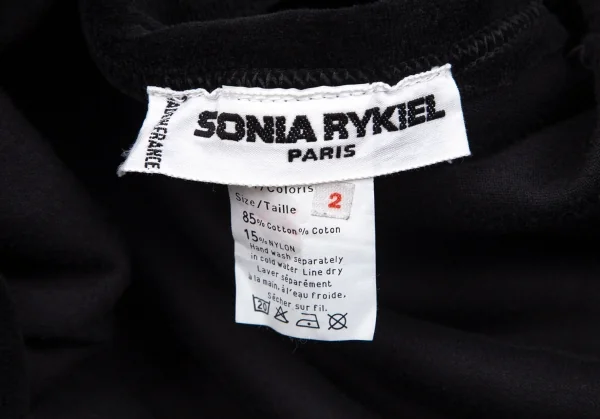 MADE IN FRANCE
SONIA RYKIEL
PARIS
/Coloris
Size/Taille
2
85% Cotton% Coton
15% NYLON
Hand wash separately
in cold water Line dry
Laver séparément
à la main, à l'eau froide.
Sécher sur fil.
20